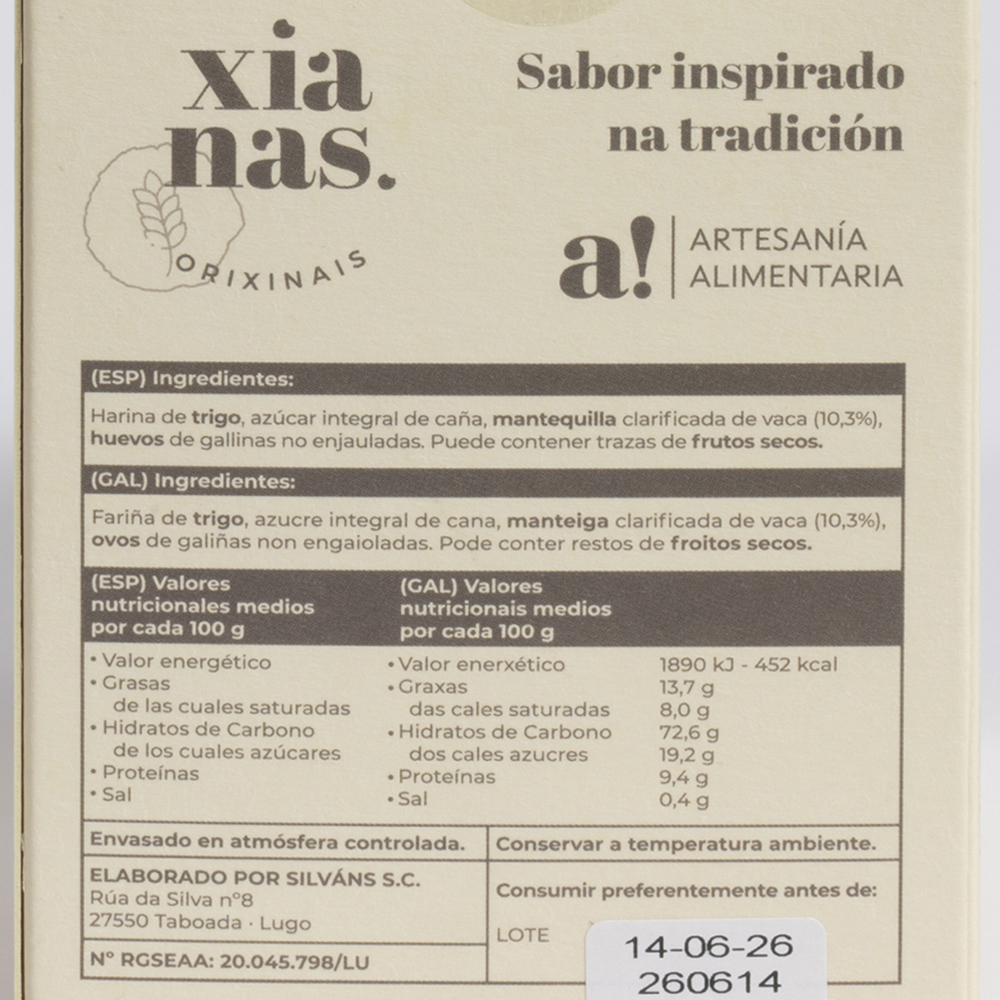 xia
nas.
ORIXINAIS
Sabor inspirado
na tradición
a! ARTESANÍA
ALIMENTARIA
(ESP) Ingredientes:
Harina de trigo, azúcar integral de caña, mantequilla clarificada de vaca (10,3%),
huevos de gallinas no enjauladas. Puede contener trazas de frutos secos.
(GAL) Ingredientes:
Fariña de trigo, azucre integral de cana, manteiga clarificada de vaca (10,3%),
ovos de galiñas non engaioladas. Pode conter restos de froitos secos.
(ESP) Valores
nutricionales medios
por cada 100 g
(GAL) Valores
nutricionais medios
por cada 100 g
• Valor energético • Valor enerxético 1890 kJ - 452 kcal
• Grasas • Graxas 13,7 g
de las cuales saturadas das cales saturadas 8,0 g
• Hidratos de Carbono • Hidratos de Carbono 72,6 g
de los cuales azúcares dos cales azucres 19,2 g
• Proteínas • Proteínas 9,4 g
• Sal • Sal 0,4 g
Envasado en atmósfera controlada.
Conservar a temperatura ambiente.
ELABORADO POR SILVÁNS S.C.
Rúa da Silva nº8
27550 Taboada · Lugo
Nº RGSEAA: 20.045.798/LU
Consumir preferentemente antes de:
LOTE
14-06-26
260614